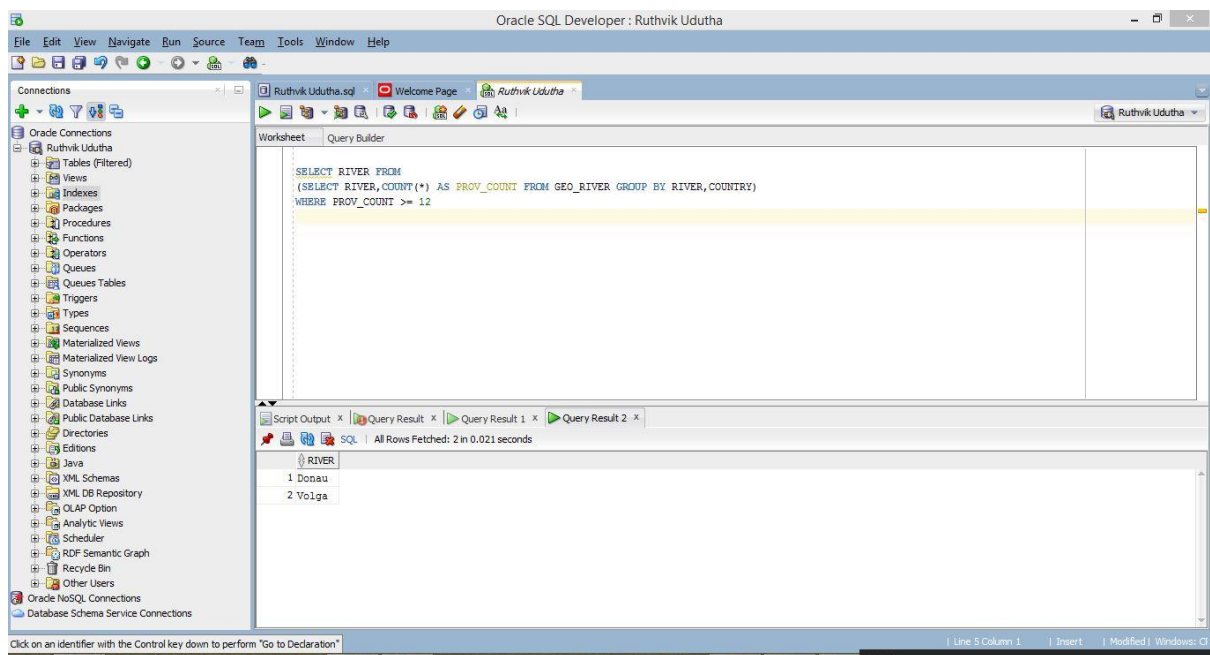 Oracle SQL Developer : Ruthvik Ududtha
File Edit View Navigate Run Source Team Tools Window Help
Connections
Ruthvik Udutha.sql
Welcome Page
Ruthvik Udutha
Ruthvik Udutha
Oracle Connections
Ruthvik Udutha
Tables (Filtered)
Views
Indexes
Packages
Procedures
Functions
Operators
Queues
Queues Tables
Triggers
Types
Sequences
Materialized Views
Materialized View Logs
Synonyms
Public Synonyms
Database Links
Public Database Links
Directories
Editions
Java
XML Schemas
XML DB Repository
OLAP Option
Analytic Views
Scheduler
RDF Semantic Graph
Recycle Bin
Other Users
Oracle NoSQL Connections
Database Schema Service Connections
Worksheet Query Builder
SELECT RIVER FROM
(SELECT RIVER,COUNT(*) AS PROV_COUNT FROM GEO_RIVER GROUP BY RIVER,COUNTRY)
WHERE PROV_COUNT >= 12
Script Output x Query Result x Query Result 1 x Query Result 2 x
SQL | All Rows Fetched: 2 in 0.021 seconds
RIVER
1 Donau
2 Volga
Click on an identifier with the Control key down to perform "Go to Declaration"
| Line 5 Column 1 | Insert | Modified | Windows: C